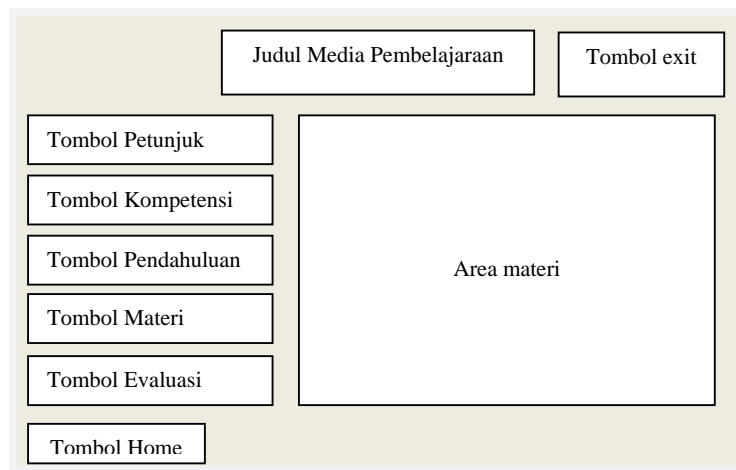 Judul Media Pembelajaraan
Tombol exit
Tombol Petunjuk
Tombol Kompetensi
Tombol Pendahuluan
Tombol Materi
Tombol Evaluasi
Area materi
Tombol Home